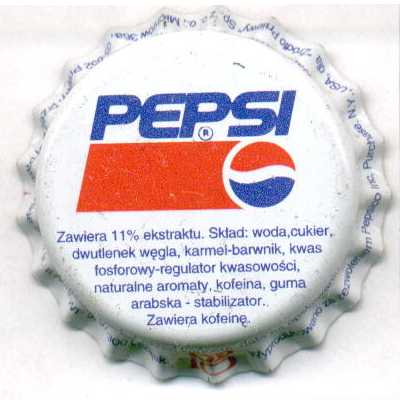 PEPSI
®
Zawiera 11% ekstraktu. Skład: woda,cukier,
dwutlenek węgla, karmel-barwnik, kwas
fosforowy-regulator kwasowości,
naturalne aromaty, kofeina, guma
arabska - stabilizator.
Zawiera kofeinę.